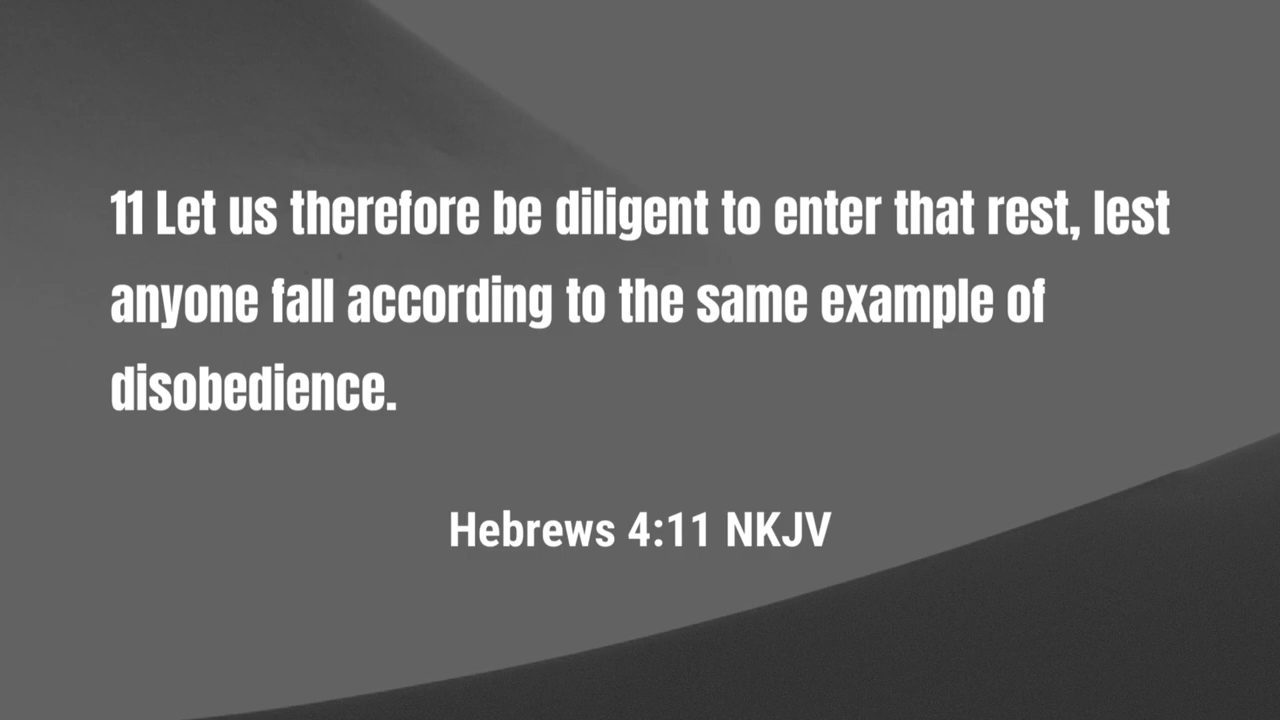 11 Let us therefore be diligent to enter that rest, lest
anyone fall according to the same example of
disobedience.
Hebrews 4:11 NKJV